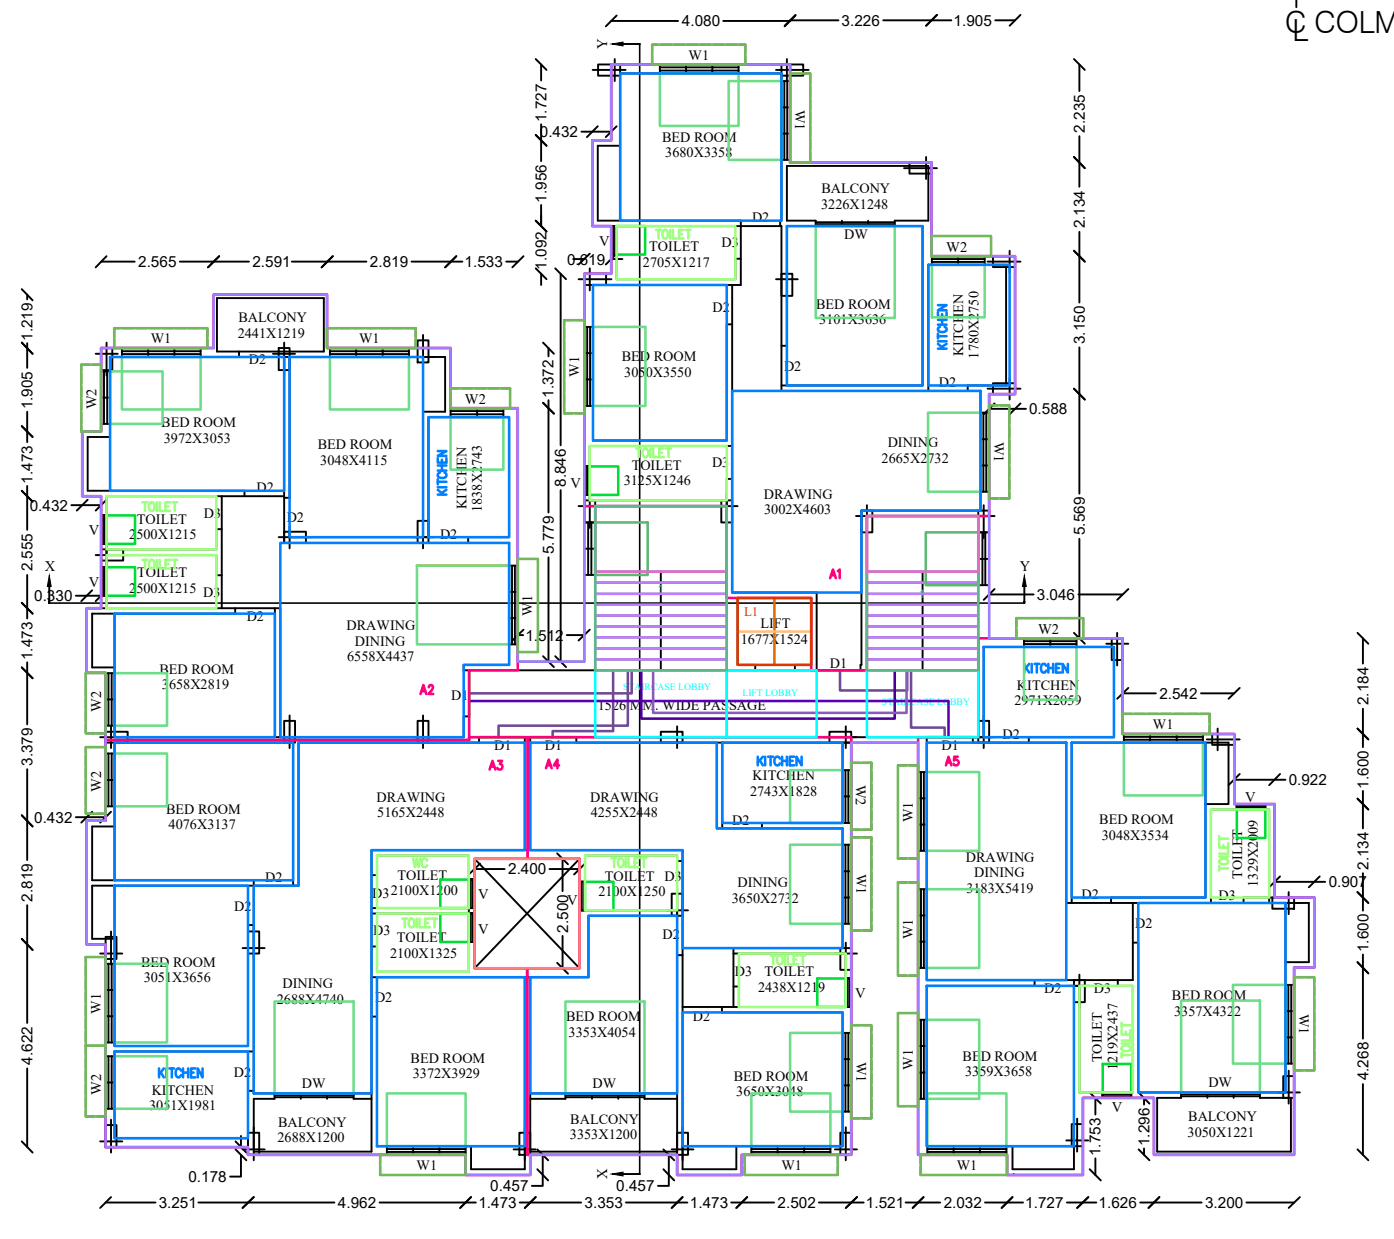 4.080
3.226
1.905
℄ COLM
Y
W1
1.727
0.432
1.956
1.092
0.619
BED ROOM
3680X3358
W1
2.235
2.134
3.150
BALCONY
3226X1248
D2
DW
W2
V
TOILET
TOILET
2705X1217
D3
BED ROOM
3101X3636
KITCHEN
KITCHEN
1780X2750
D2
D2
D2
W1
BED ROOM
3050X3550
1.372
8.846
5.779
0.588
5.569
DINING
2665X2732
W1
DRAWING
3002X4603
V
TOILET
TOILET
3125X1246
D3
A1
L1
LIFT
1677X1524
D1
Y
3.046
2.565
2.591
2.819
1.533
1.219
1.905
1.473
2.555
1.473
3.379
2.819
4.622
BALCONY
2441X1219
W1
W1
D2
W2
W2
BED ROOM
3972X3053
BED ROOM
3048X4115
KITCHEN
KITCHEN
1838X2743
D2
D2
D2
0.432
V
TOILET
TOILET
2500X1215
D3
V
TOILET
TOILET
2500X1215
D3
X
0.330
D2
W1
1.512
DRAWING
DINING
6558X4437
BED ROOM
3658X2819
W2
A2
D1
STAIRCASE LOBBY
LIFT LOBBY
STAIRCASE LOBBY
1526 MM. WIDE PASSAGE
W2
KITCHEN
KITCHEN
2971X2059
D2
2.542
2.184
1.600
2.134
1.600
4.268
W1
0.922
0.907
D1
A3
D1
A4
D1
A5
W2
0.432
BED ROOM
4076X3137
DRAWING
5165X2448
DRAWING
4255X2448
KITCHEN
KITCHEN
2743X1828
D2
W2
W1
BED ROOM
3048X3534
V
TOILET
TOILET
1329X2009
D3
D2
D2
D2
WC
TOILET
2100X1200
D3
V
TOILET
TOILET
2100X1325
D3
V
2.400
2.500
V
TOILET
TOILET
2100X1250
D3
D2
DINING
3650X2732
W1
DRAWING
DINING
3183X5419
W1
D2
BED ROOM
3051X3656
W1
DINING
2688X4740
D2
TOILET
TOILET
2438X1219
D3
V
D2
D2
D3
TOILET
TOILET
1219X2437
V
BED ROOM
3357X4322
W1
BED ROOM
3353X4054
DW
BED ROOM
3372X3929
BED ROOM
3650X3048
W1
W1
BED ROOM
3359X3658
KITCHEN
KITCHEN
3051X1981
D2
W2
DW
BALCONY
2688X1200
BALCONY
3353X1200
DW
BALCONY
3050X1221
1.753
1.296
W1
W1
W1
0.178
0.457
0.457
X
3.251
4.962
1.473
3.353
1.473
2.502
1.521
2.032
1.727
1.626
3.200